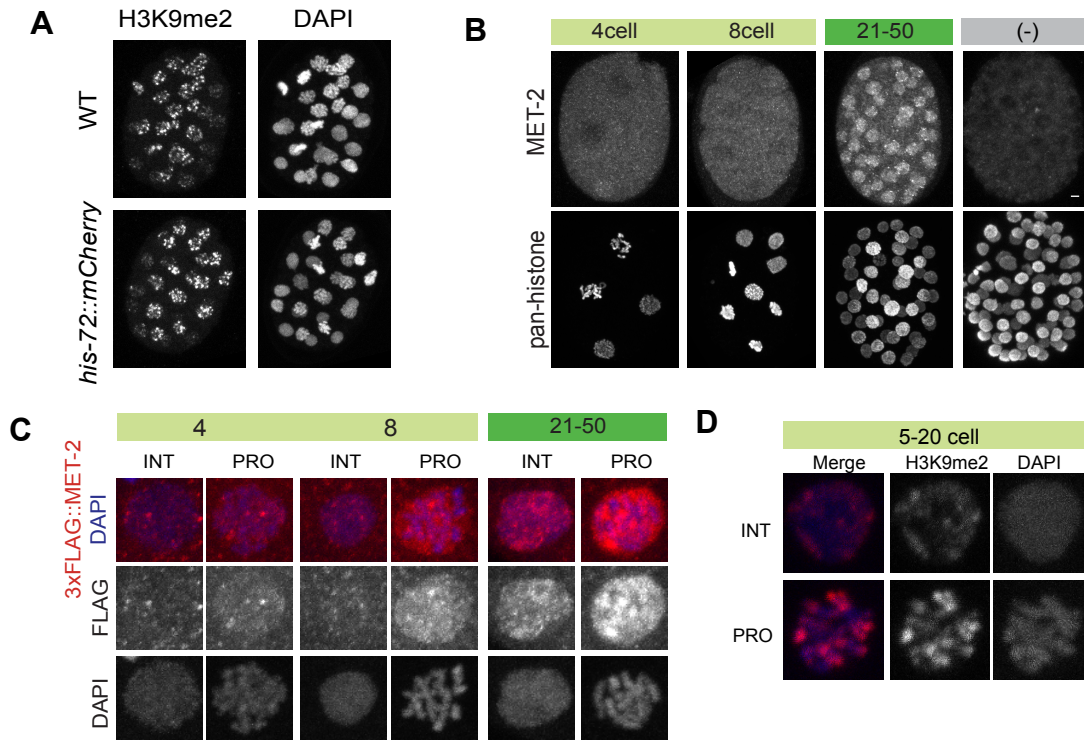 A
H3K9me2 DAPI
WT
his-72::mCherry
B
4cell 8cell 21-50 (-)
MET-2
pan-histone
C
4 8 21-50
INT PRO INT PRO INT PRO
3xFLAG::MET-2
DAPI
FLAG
DAPI
D
5-20 cell
Merge H3K9me2 DAPI
INT
PRO